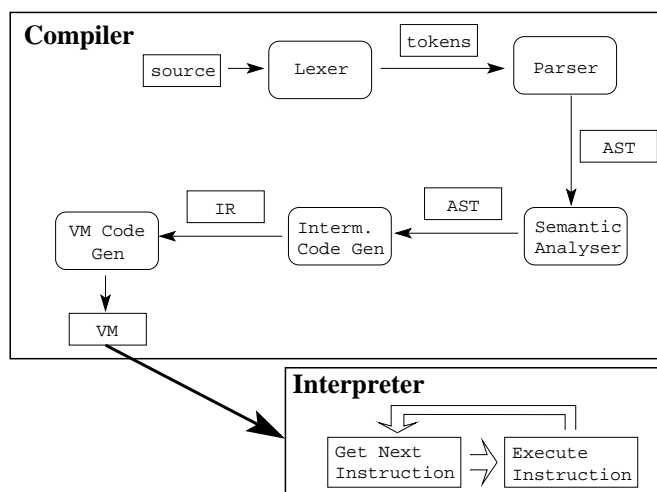 Compiler
source
Lexer
tokens
Parser
AST
Semantic
Analyser
AST
Interm.
Code Gen
IR
VM Code
Gen
VM
Interpreter
Get Next
Instruction
Execute
Instruction